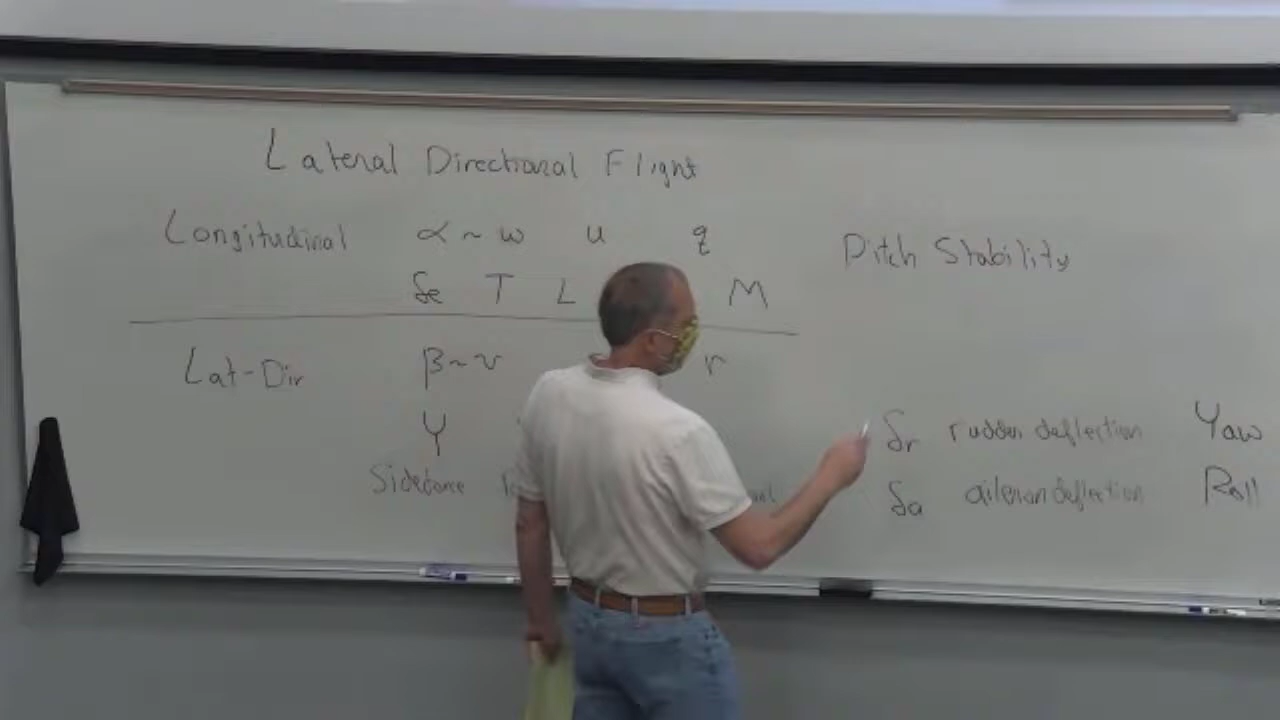 Lateral Directional Flight
Longitudinal α ~ w u q Pitch Stability
δe T L M
Lat-Dir β ~ v r
Y δr rudder deflection Yaw
Sideforce δa aileron deflection Roll